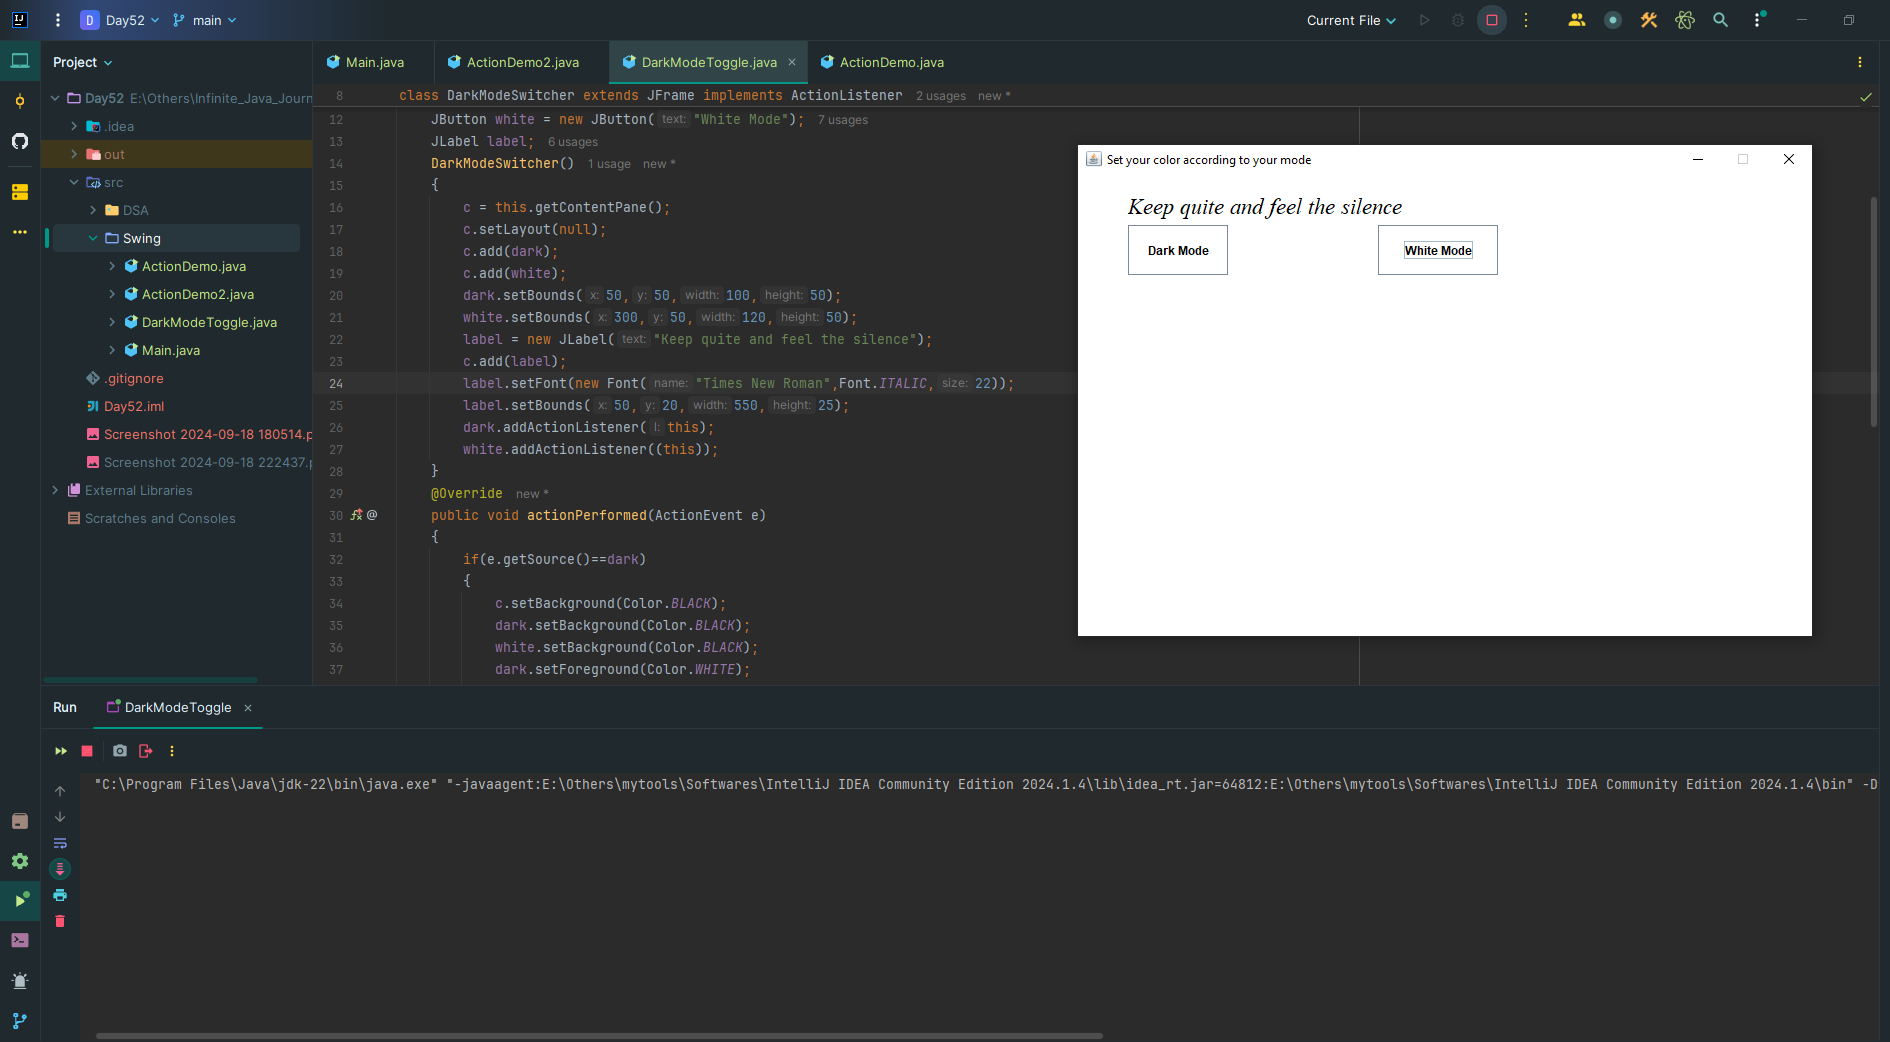 Day52 main Current File
Project
Main.java ActionDemo2.java DarkModeToggle.java ActionDemo.java
Day52 E:\Others\Infinite_Java_Journ
.idea
out
src
DSA
Swing
ActionDemo.java
ActionDemo2.java
DarkModeToggle.java
Main.java
.gitignore
Day52.iml
Screenshot 2024-09-18 180514.p
Screenshot 2024-09-18 222437.p
External Libraries
Scratches and Consoles
8 class DarkModeSwitcher extends JFrame implements ActionListener 2 usages new *
12 JButton white = new JButton( text: "White Mode"); 7 usages
13 JLabel label; 6 usages
14 DarkModeSwitcher() 1 usage new *
15 {
16 c = this.getContentPane();
17 c.setLayout(null);
18 c.add(dark);
19 c.add(white);
20 dark.setBounds( x: 50, y: 50, width: 100, height: 50);
21 white.setBounds( x: 300, y: 50, width: 120, height: 50);
22 label = new JLabel( text: "Keep quite and feel the silence");
23 c.add(label);
24 label.setFont(new Font( name: "Times New Roman",Font.ITALIC, size: 22));
25 label.setBounds( x: 50, y: 20, width: 550, height: 25);
26 dark.addActionListener( l: this);
27 white.addActionListener((this));
28 }
29 @Override new *
30 public void actionPerformed(ActionEvent e)
31 {
32 if(e.getSource()==dark)
33 {
34 c.setBackground(Color.BLACK);
35 dark.setBackground(Color.BLACK);
36 white.setBackground(Color.BLACK);
37 dark.setForeground(Color.WHITE);
Set your color according to your mode
Keep quite and feel the silence
Dark Mode White Mode
Run DarkModeToggle
"C:\Program Files\Java\jdk-22\bin\java.exe" "-javaagent:E:\Others\mytools\Softwares\IntelliJ IDEA Community Edition 2024.1.4\lib\idea_rt.jar=64812:E:\Others\mytools\Softwares\IntelliJ IDEA Community Edition 2024.1.4\bin" -D